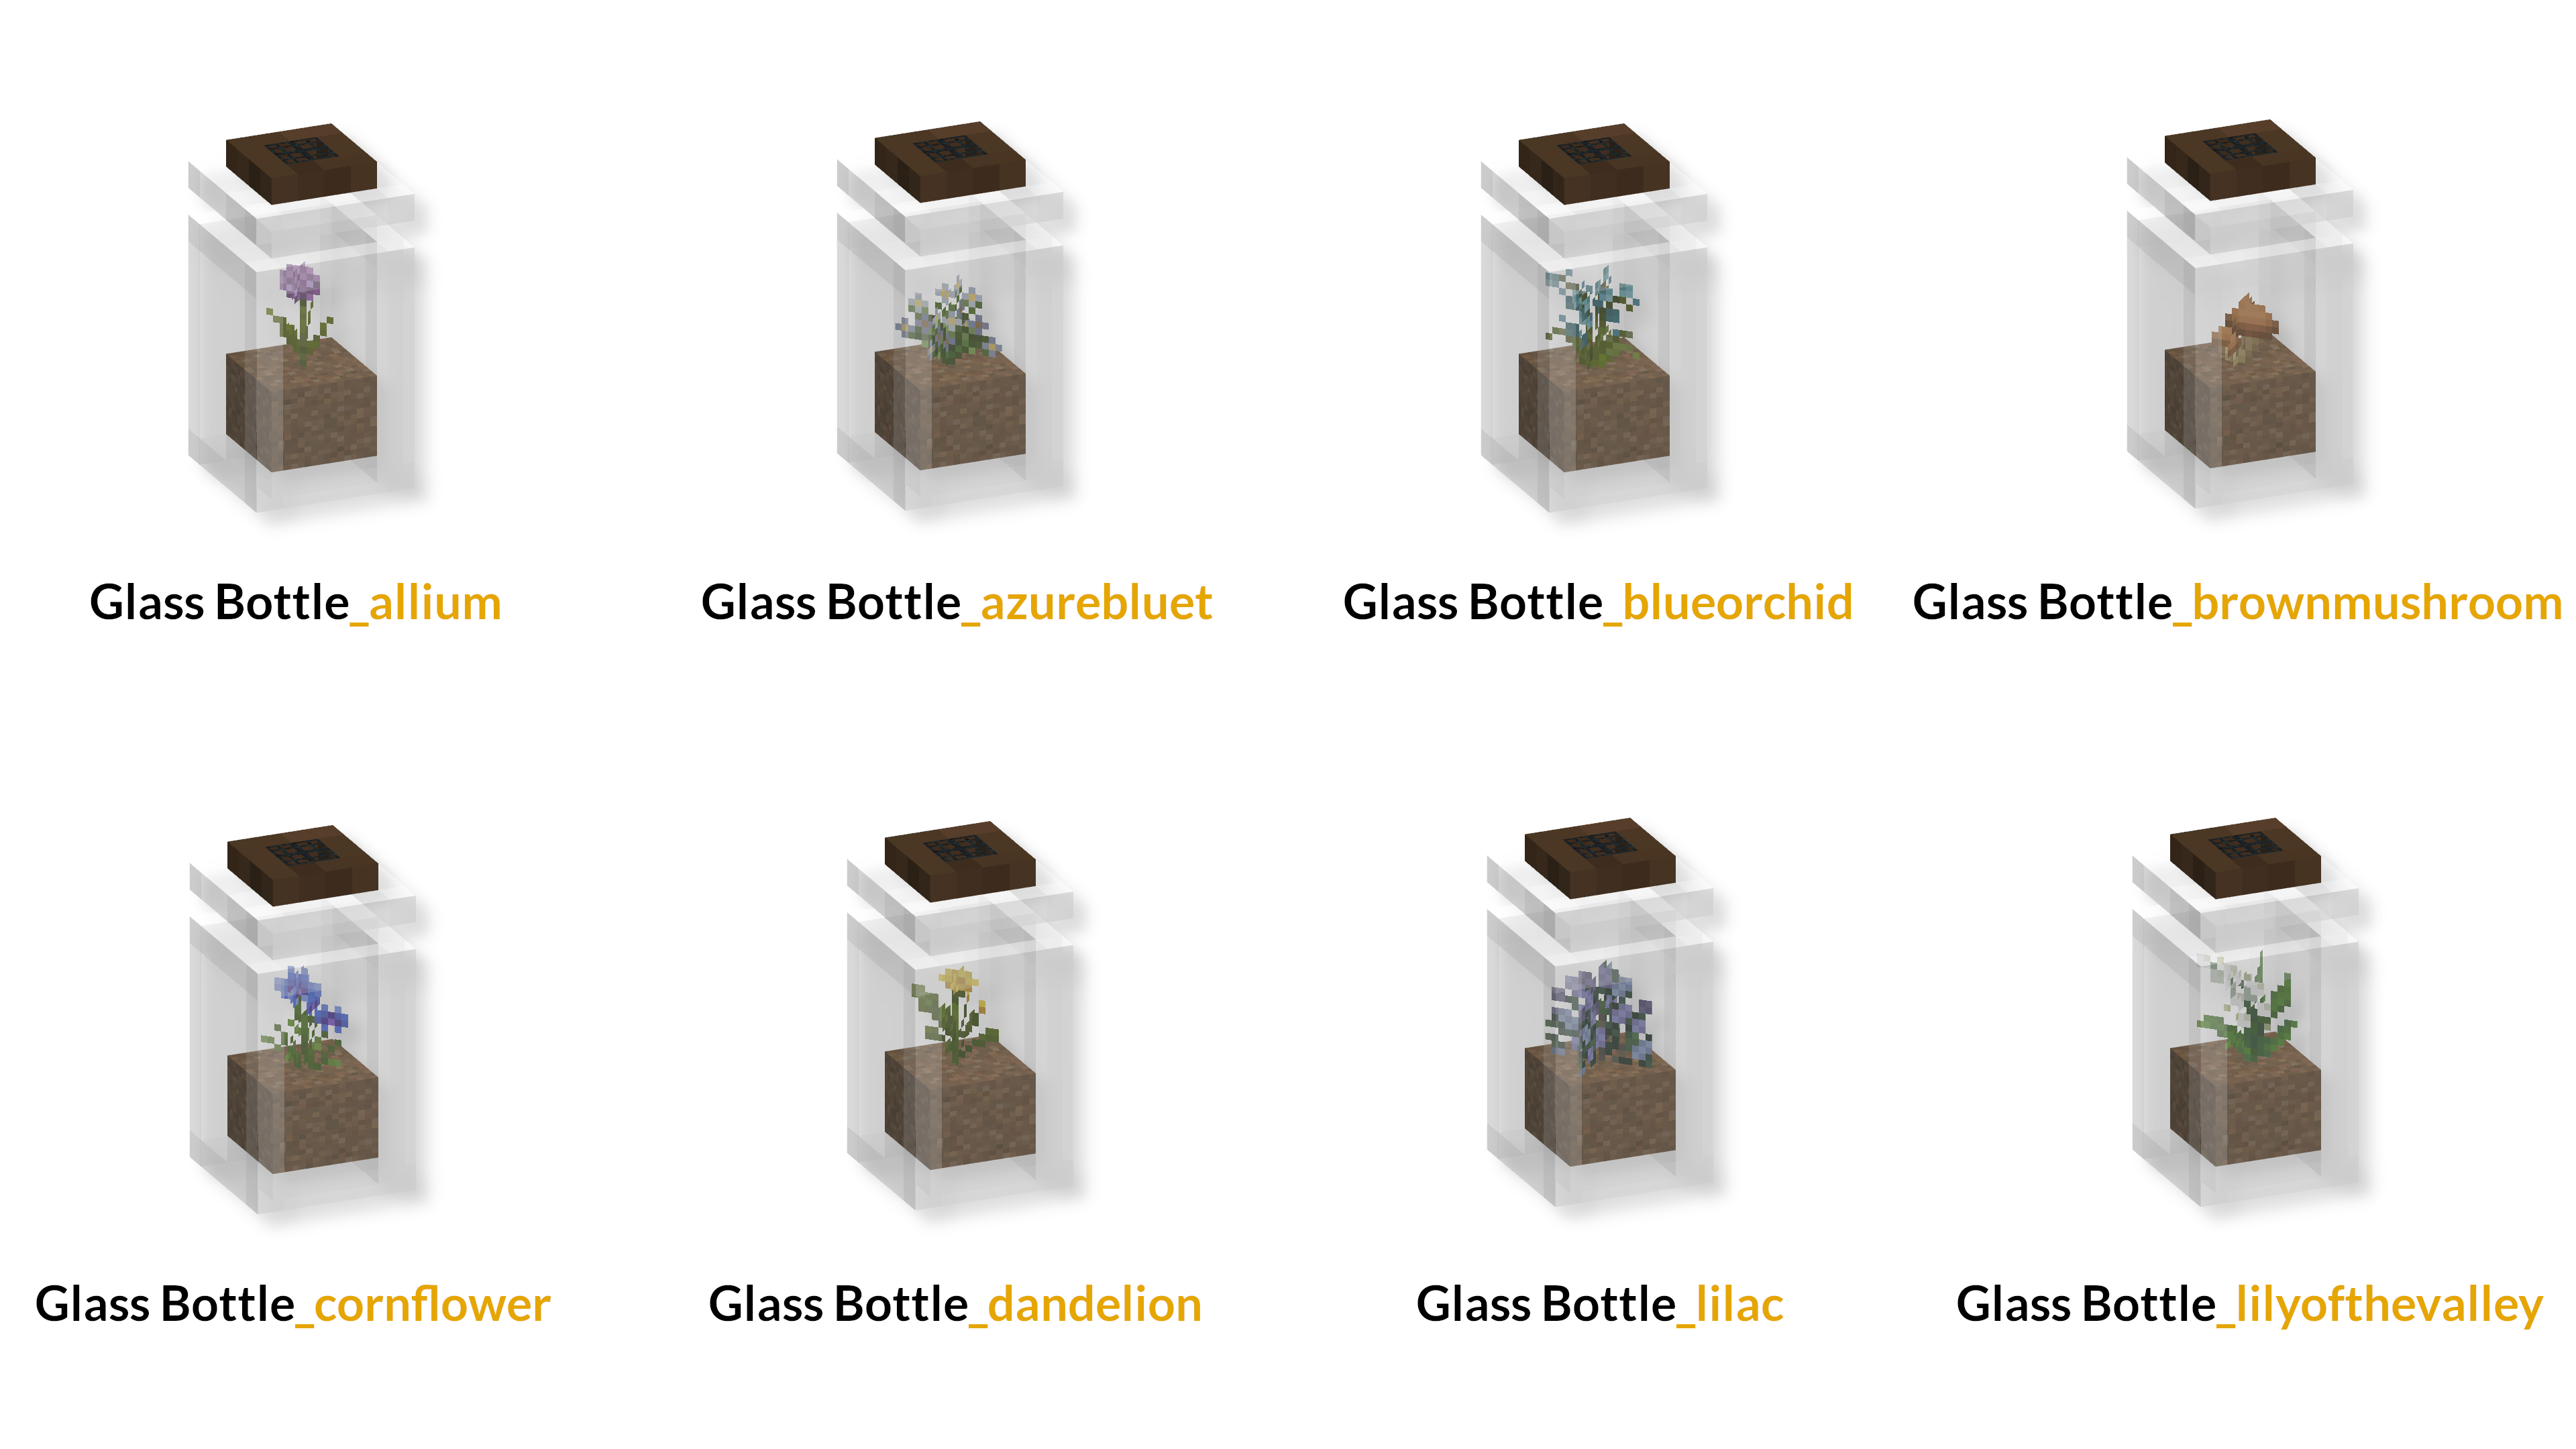 Glass Bottle_allium
Glass Bottle_azurebluet
Glass Bottle_blueorchid
Glass Bottle_brownmushroom
Glass Bottle_cornflower
Glass Bottle_dandelion
Glass Bottle_lilac
Glass Bottle_lilyofthevalley